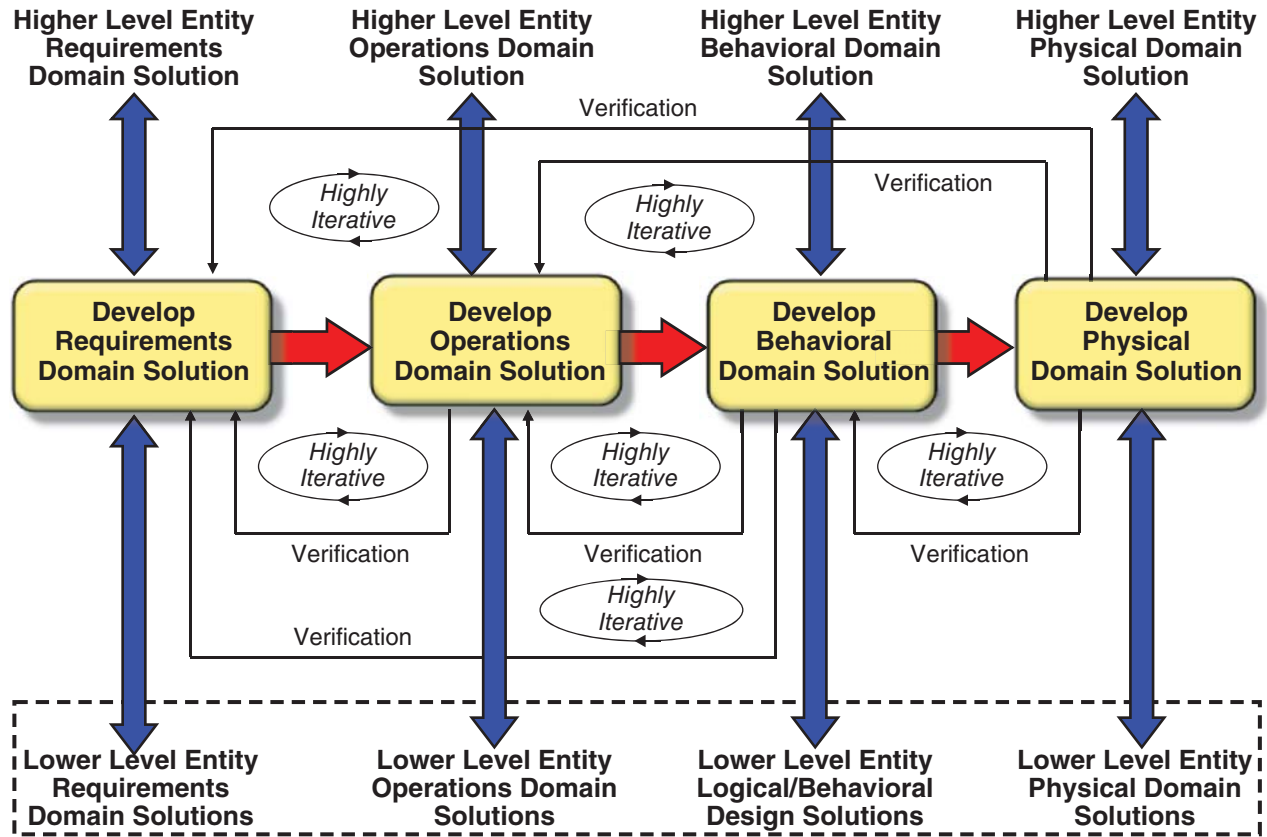 Higher Level Entity
Requirements
Domain Solution
Higher Level Entity
Operations Domain
Solution
Higher Level Entity
Behavioral Domain
Solution
Higher Level Entity
Physical Domain
Solution
Verification
Verification
Highly
Iterative
Highly
Iterative
Develop
Requirements
Domain Solution
Develop
Operations
Domain Solution
Develop
Behavioral
Domain Solution
Develop
Physical
Domain Solution
Highly
Iterative
Highly
Iterative
Highly
Iterative
Verification
Verification
Verification
Highly
Iterative
Verification
Lower Level Entity
Requirements
Domain Solutions
Lower Level Entity
Operations Domain
Solutions
Lower Level Entity
Logical/Behavioral
Design Solutions
Lower Level Entity
Physical Domain
Solutions